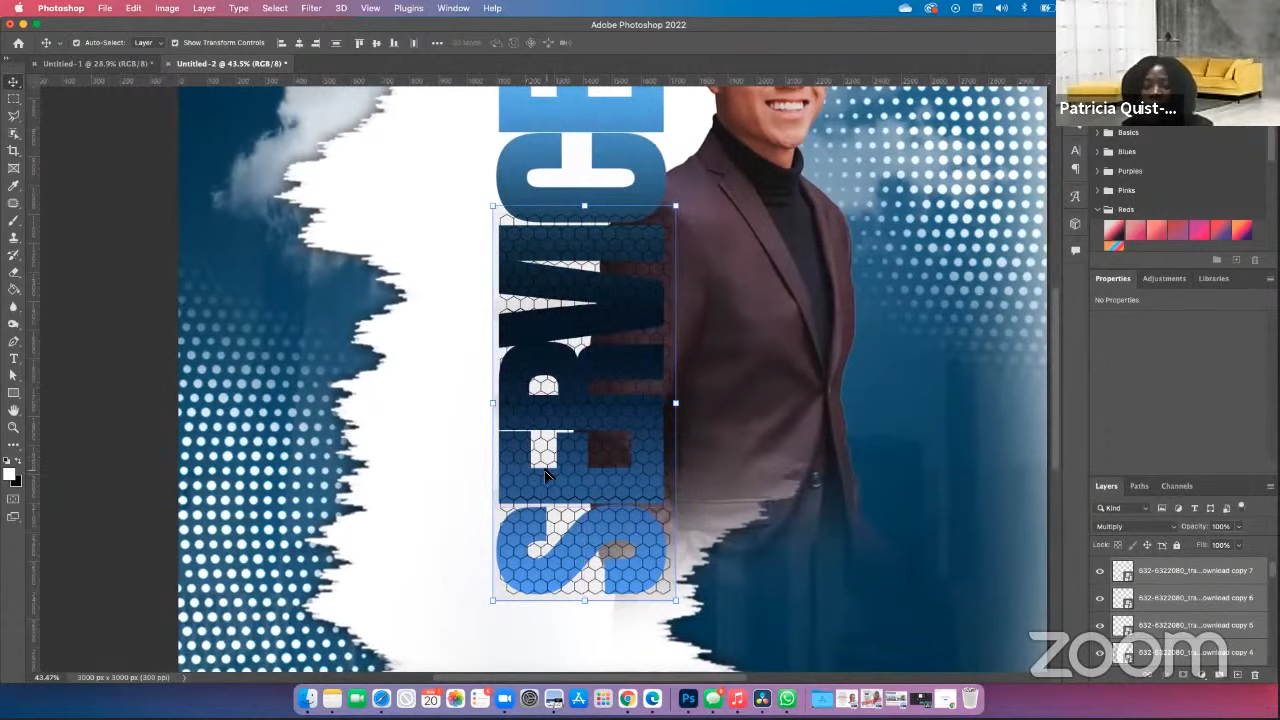 Photoshop File Edit Image Layer Type Select Filter 3D View Plugins Window Help
Adobe Photoshop 2022
Auto-Select: Layer Show Transform Controls
3D Mode:
Untitled-1 @ 28.9% (RGB/8) *
Untitled-2 @ 43.5% (RGB/8) *
Patricia Quist-...
Basics
Blues
Purples
Pinks
Reds
Properties Adjustments Libraries
No Properties
SERVICE
Layers Paths Channels
Kind
Multiply Opacity: 100%
Lock: Fill: 100%
632-6322080_tra...ownload copy 7
632-6322080_tra...ownload copy 6
632-6322080_tra...ownload copy 5
632-6322080_tra...ownload copy 4
43.47% 3000 px x 3000 px (300 ppi)
zoom